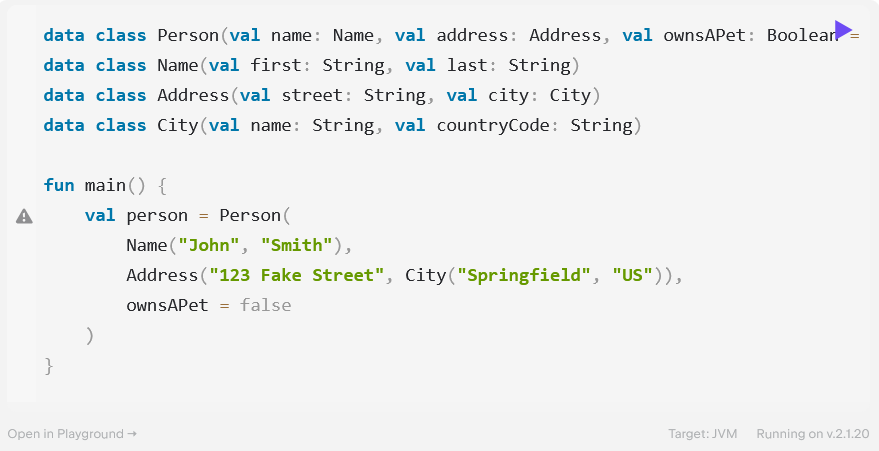 data class Person(val name: Name, val address: Address, val ownsAPet: Boolean =
data class Name(val first: String, val last: String)
data class Address(val street: String, val city: City)
data class City(val name: String, val countryCode: String)
fun main() {
    val person = Person(
        Name("John", "Smith"),
        Address("123 Fake Street", City("Springfield", "US")),
        ownsAPet = false
    )
}
Open in Playground →
Target: JVM    Running on v.2.1.20